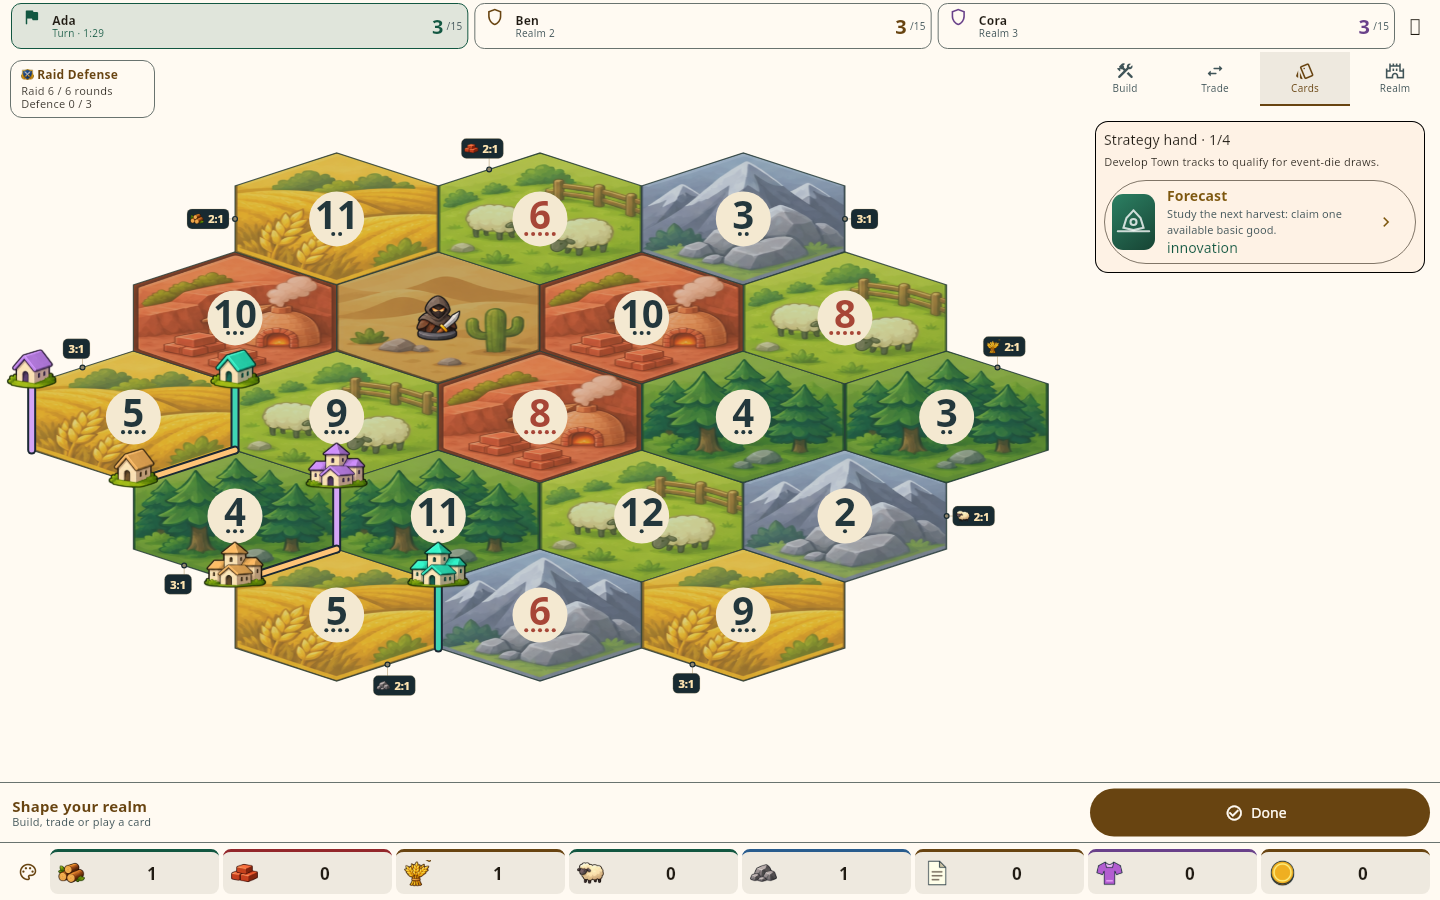 Ada
Turn · 1:29
3 /15
Ben
Realm 2
3 /15
Cora
Realm 3
3 /15
Raid Defense
Raid 6 / 6 rounds
Defence 0 / 3
Build
Trade
Cards
Realm
Strategy hand · 1/4
Develop Town tracks to qualify for event-die draws.
Forecast
Study the next harvest: claim one
available basic good.
innovation
2:1
2:1
11
6
3
3:1
10
10
8
3:1
2:1
5
9
8
4
3
4
11
12
2
2:1
3:1
5
6
9
2:1
3:1
Shape your realm
Build, trade or play a card
Done
1
0
1
0
1
0
0
0